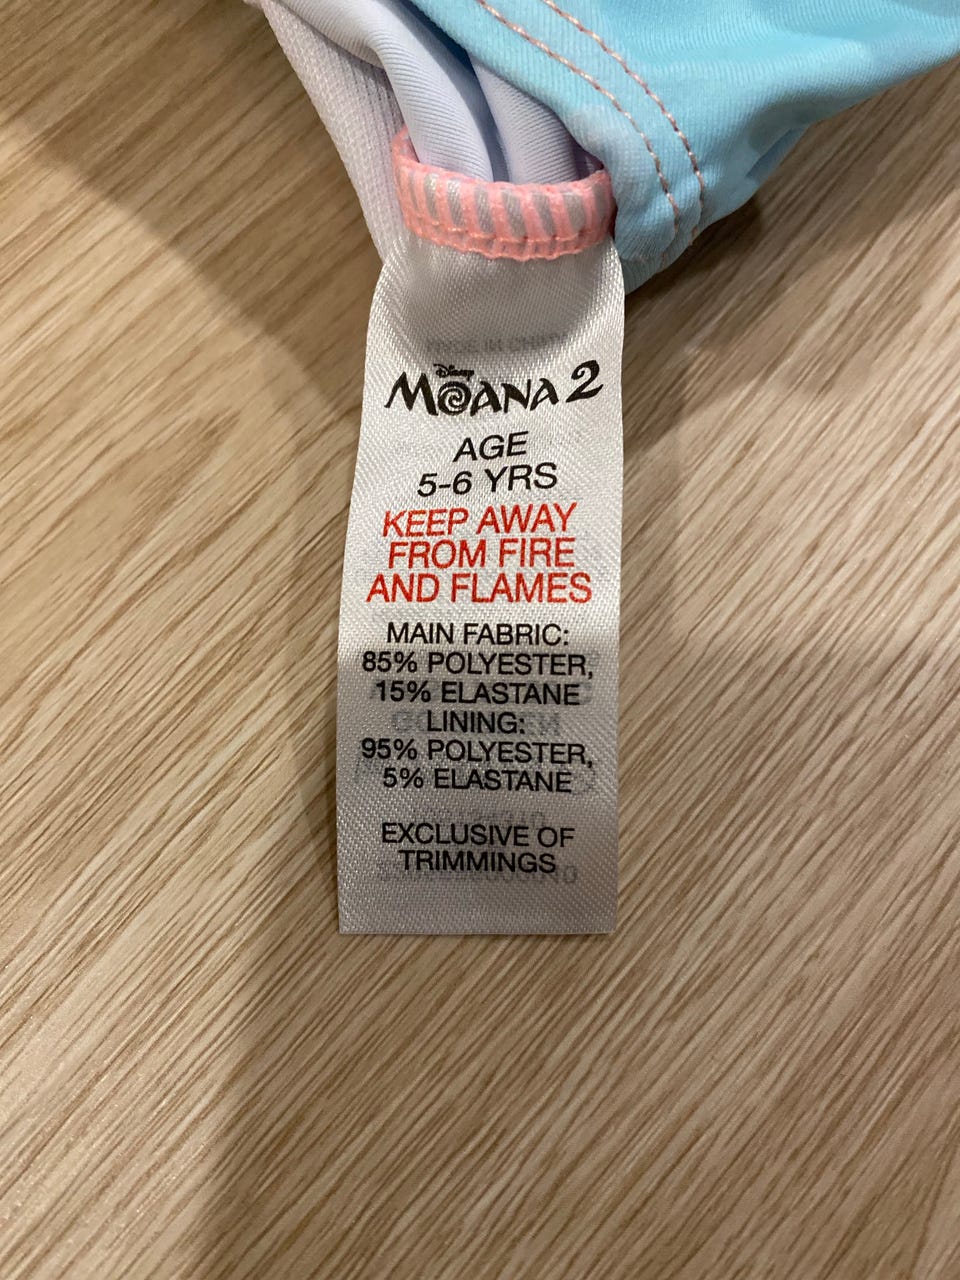 Disney
MOANA 2
AGE
5-6 YRS
KEEP AWAY
FROM FIRE
AND FLAMES
MAIN FABRIC:
85% POLYESTER,
15% ELASTANE
LINING:
95% POLYESTER,
5% ELASTANE
EXCLUSIVE OF
TRIMMINGS